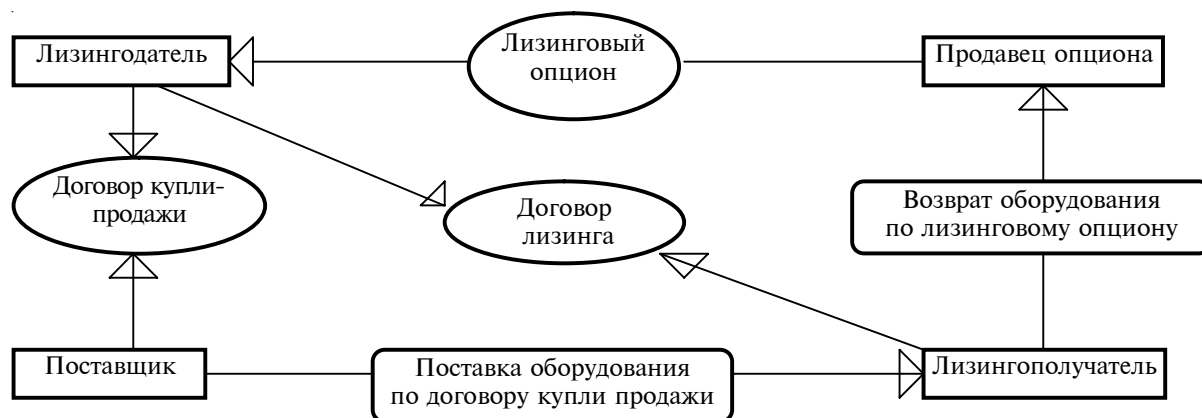 Лизингодатель
Лизинговый
опцион
Продавец опциона
Договор купли-
продажи
Договор
лизинга
Возврат оборудования
по лизинговому опциону
Поставщик
Поставка оборудования
по договору купли продажи
Лизингополучатель